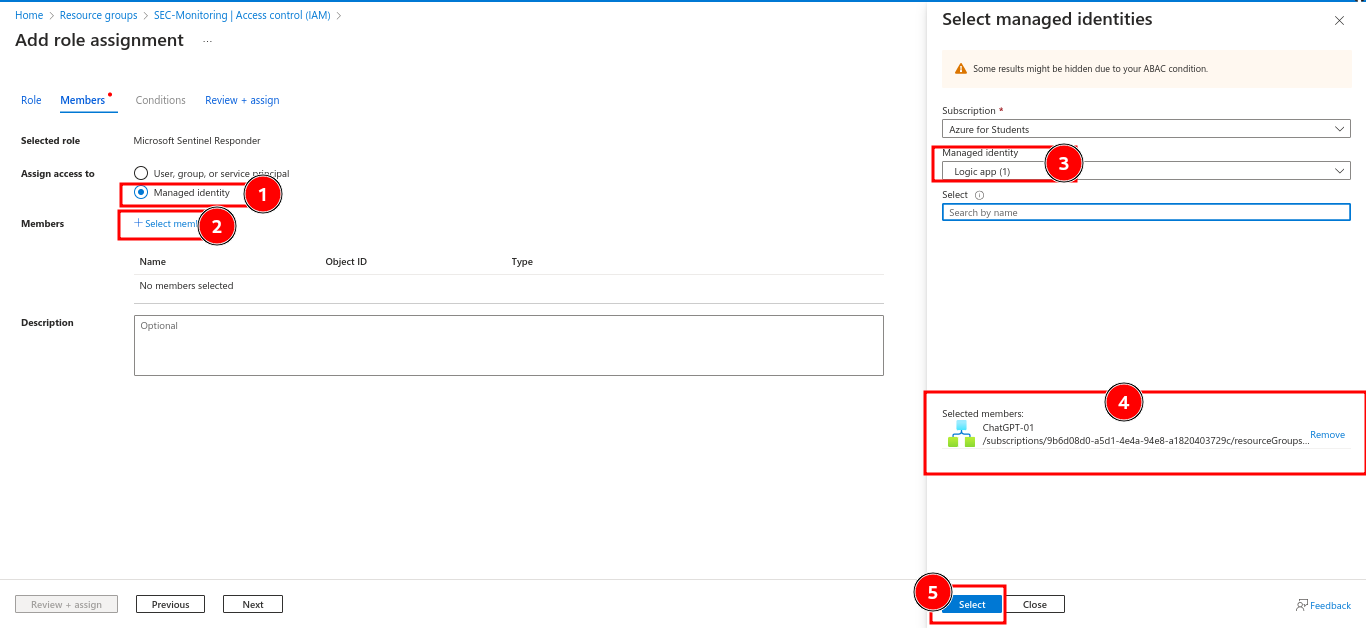 Home > Resource groups > SEC-Monitoring | Access control (IAM) >
Add role assignment ...
Role Members Conditions Review + assign
Selected role Microsoft Sentinel Responder
Assign access to User, group, or service principal
Managed identity
1
Members + Select mem
2
Name Object ID Type
No members selected
Description Optional
Review + assign Previous Next
Select managed identities
Some results might be hidden due to your ABAC condition.
Subscription *
Azure for Students
Managed identity
3
Logic app (1)
Select
Search by name
4
Selected members:
ChatGPT-01
/subscriptions/9b6d08d0-a5d1-4e4a-94e8-a1820403729c/resourceGroups...
Remove
5
Select Close Feedback